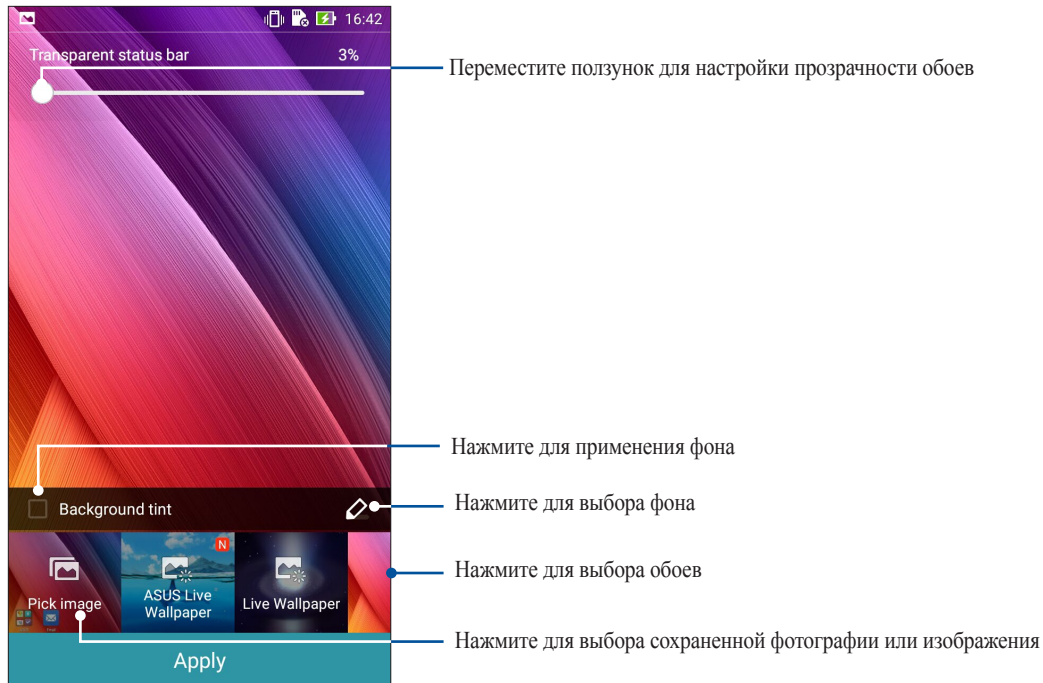 16:42
Transparent status bar 3%
Переместите ползунок для настройки прозрачности обоев
Нажмите для применения фона
Background tint
Нажмите для выбора фона
N
Pick image
ASUS Live
Wallpaper
Live Wallpaper
Нажмите для выбора обоев
Нажмите для выбора сохраненной фотографии или изображения
Apply